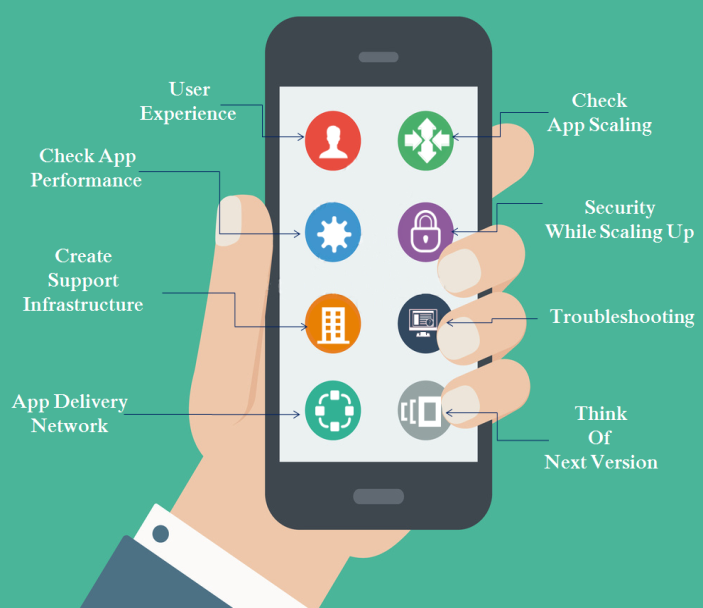 User
Experience
Check App
Performance
Create
Support
Infrastructure
App Delivery
Network
Check
App Scaling
Security
While Scaling Up
Troubleshooting
Think
Of
Next Version